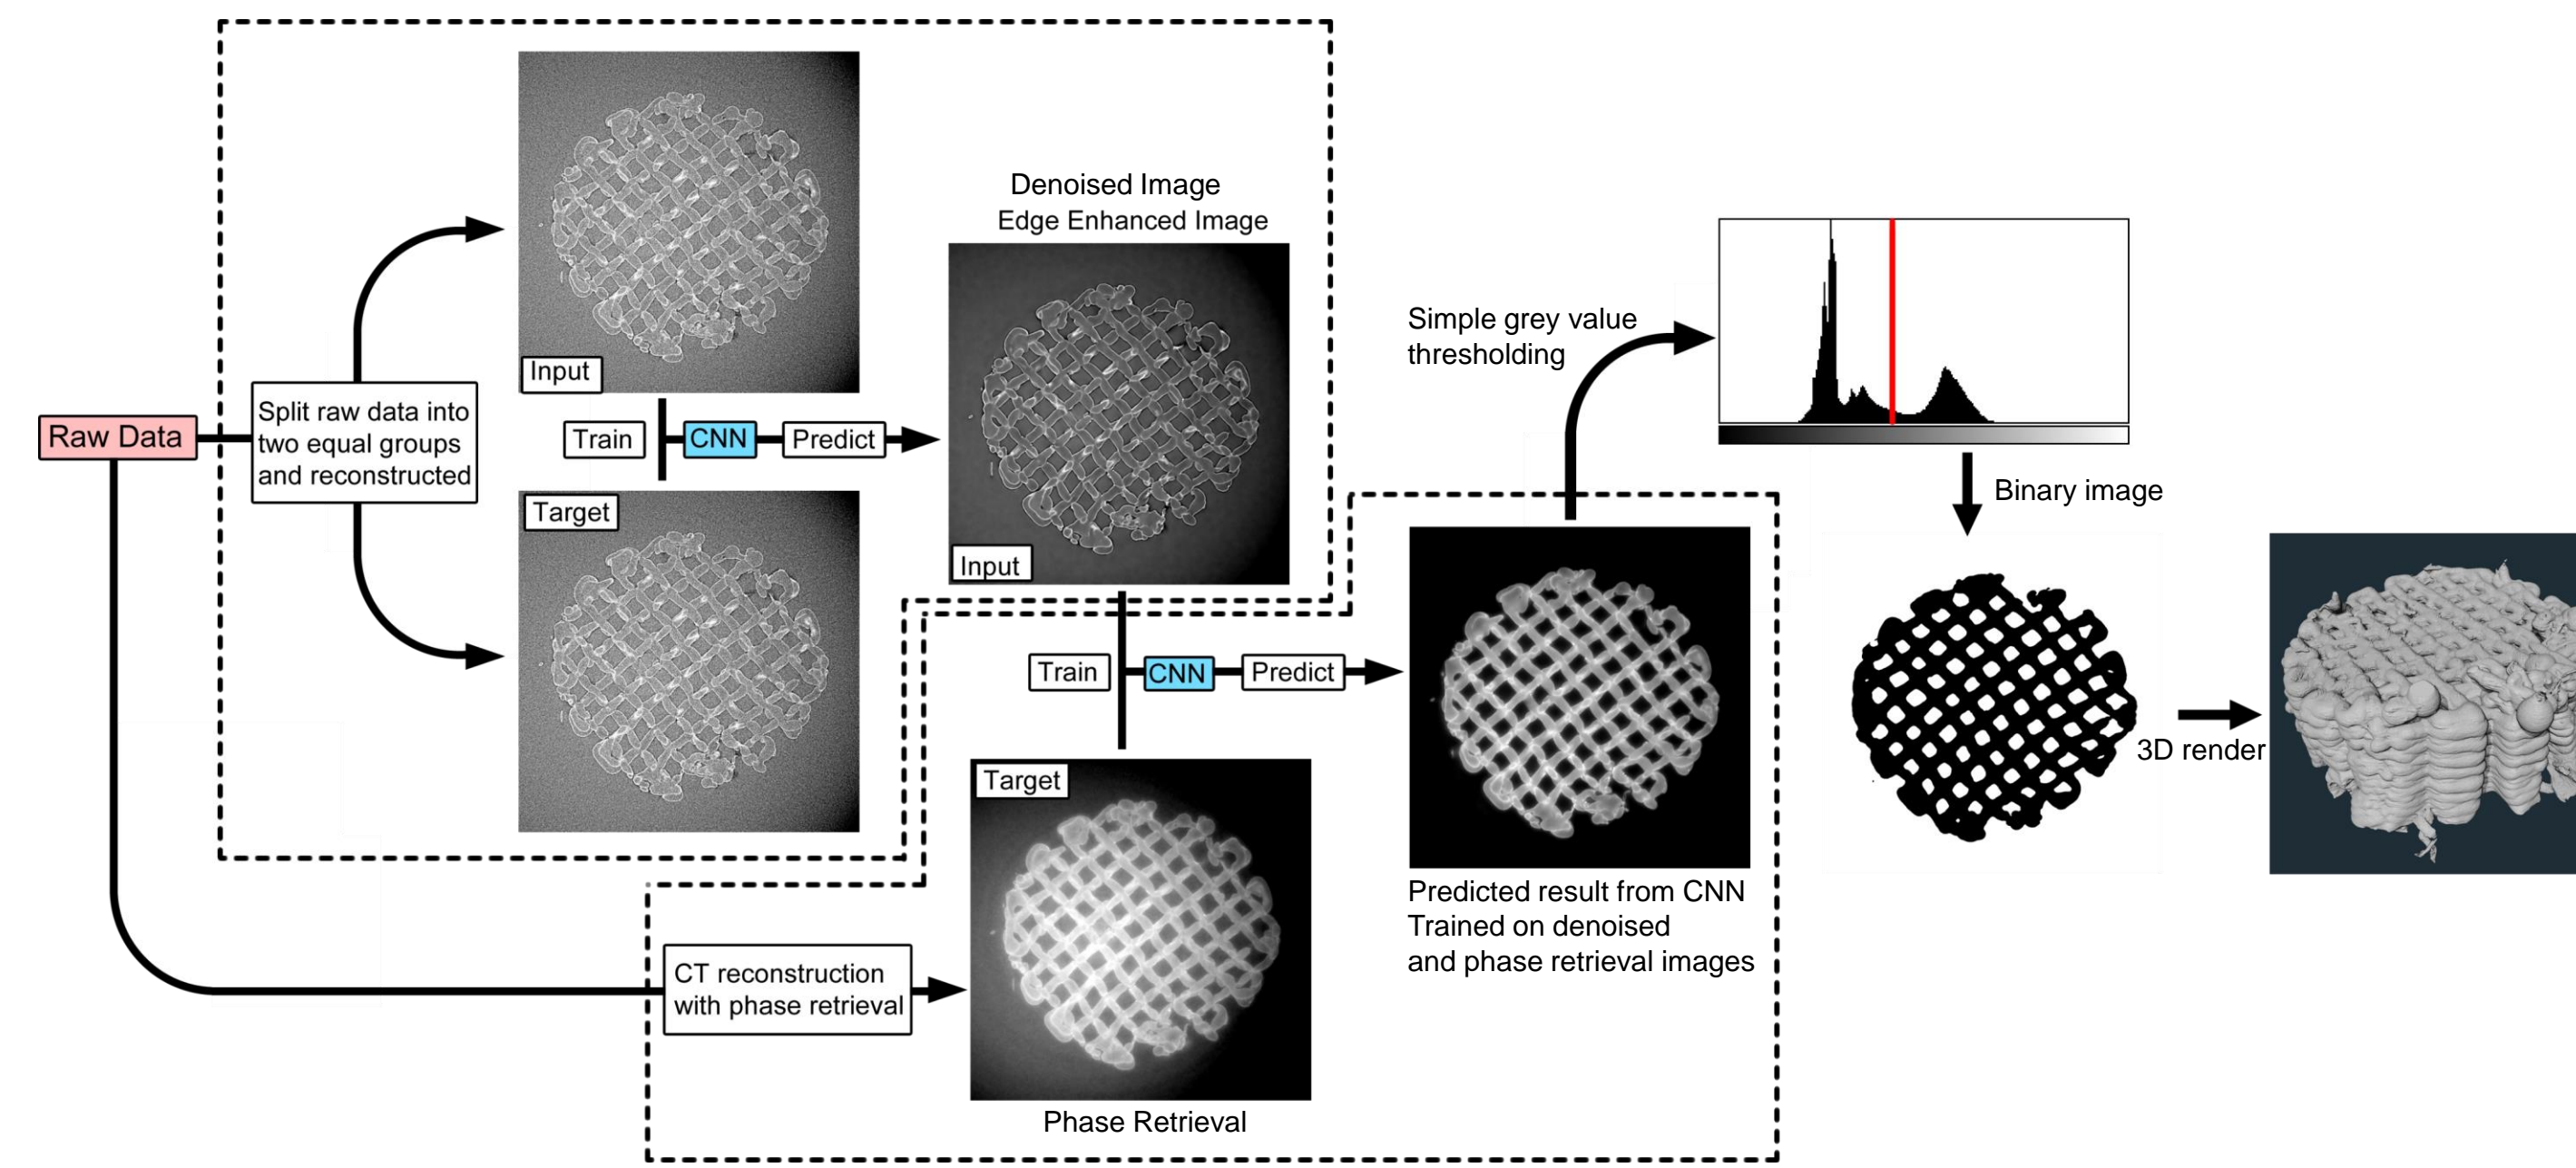 Raw Data
Split raw data into
two equal groups
and reconstructed
Input
Train
CNN
Predict
Target
Denoised Image
Edge Enhanced Image
Input
Train
CNN
Predict
CT reconstruction
with phase retrieval
Target
Phase Retrieval
Predicted result from CNN
Trained on denoised
and phase retrieval images
Simple grey value
thresholding
Binary image
3D render